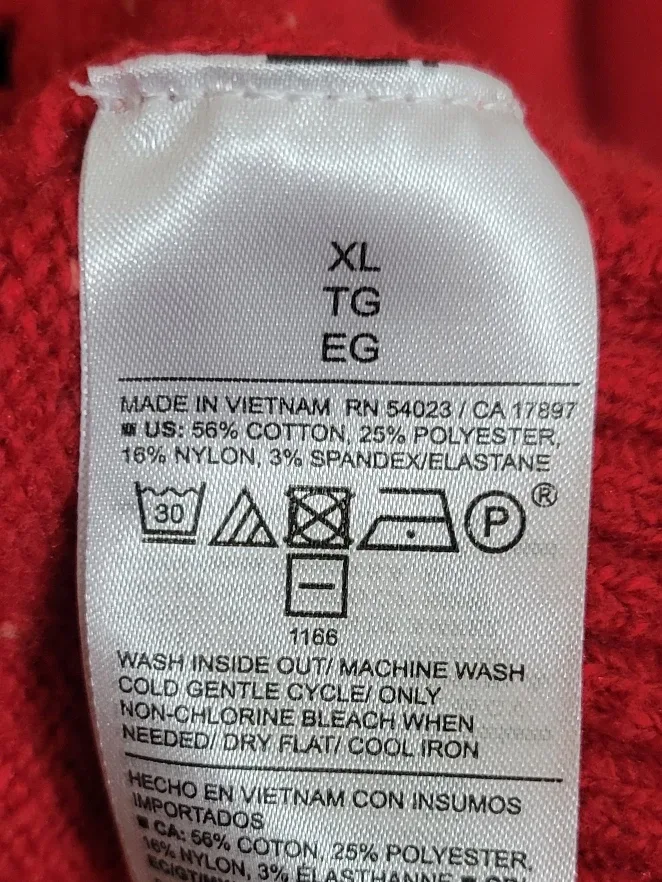 XL
TG
EG
MADE IN VIETNAM RN 54023 / CA 17897
US: 56% COTTON, 25% POLYESTER,
16% NYLON, 3% SPANDEX/ELASTANE
30 P ®
1166
WASH INSIDE OUT/ MACHINE WASH
COLD GENTLE CYCLE/ ONLY
NON-CHLORINE BLEACH WHEN
NEEDED/ DRY FLAT/ COOL IRON
HECHO EN VIETNAM CON INSUMOS
IMPORTADOS
CA: 56% COTON, 25% POLYESTER,
16% NYLON, 3% ÉLASTHANNE